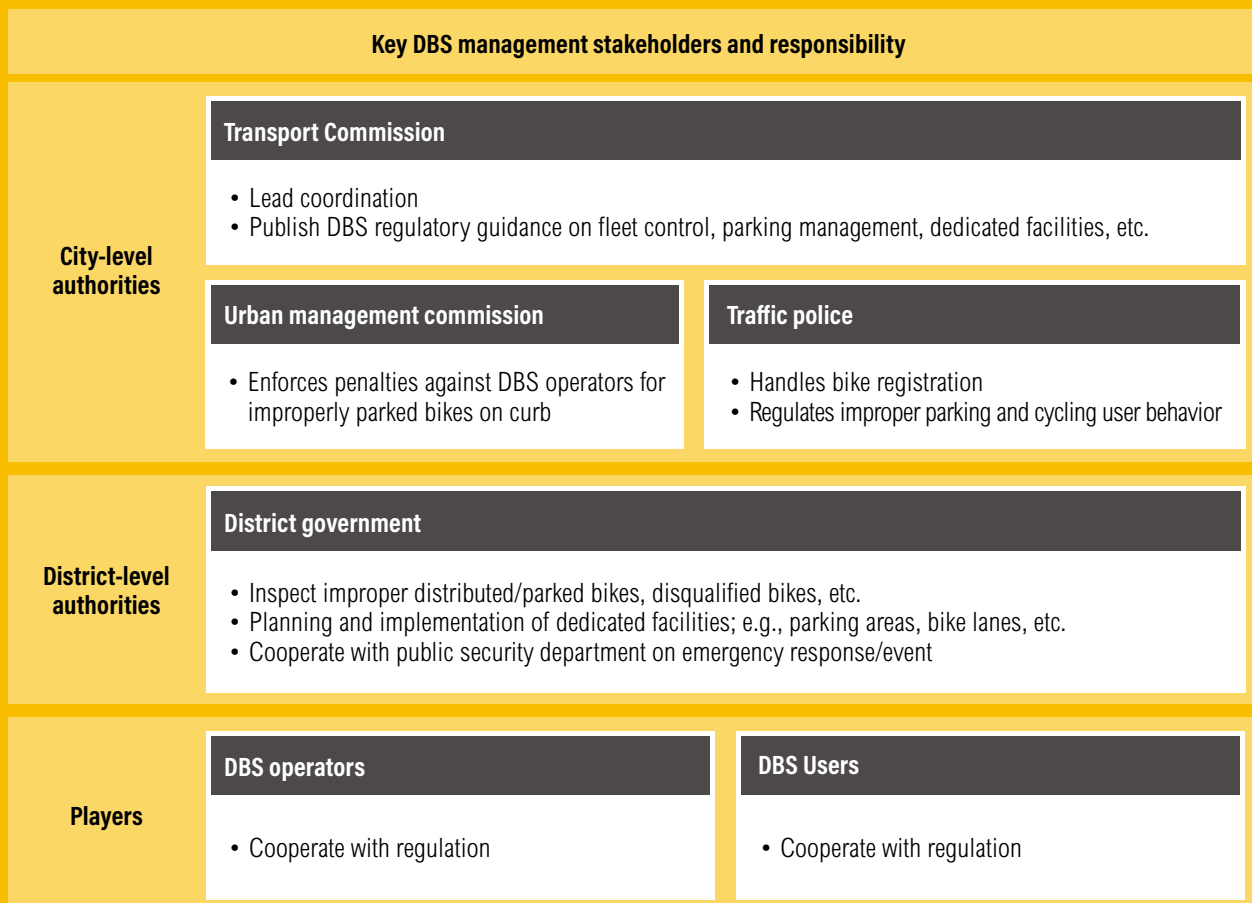 Key DBS management stakeholders and responsibility
City-level
authorities
Transport Commission
• Lead coordination
• Publish DBS regulatory guidance on fleet control, parking management, dedicated facilities, etc.
Urban management commission
• Enforces penalties against DBS operators for
improperly parked bikes on curb
Traffic police
• Handles bike registration
• Regulates improper parking and cycling user behavior
District-level
authorities
District government
• Inspect improper distributed/parked bikes, disqualified bikes, etc.
• Planning and implementation of dedicated facilities; e.g., parking areas, bike lanes, etc.
• Cooperate with public security department on emergency response/event
Players
DBS operators
• Cooperate with regulation
DBS Users
• Cooperate with regulation